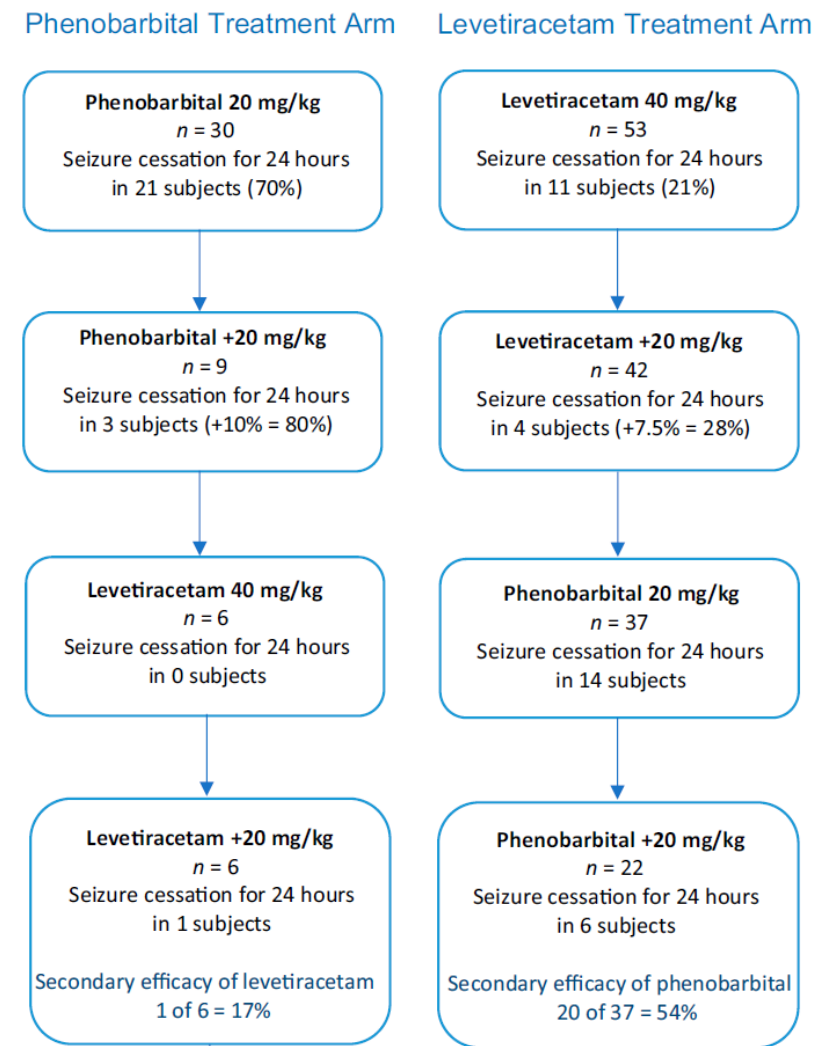 Phenobarbital Treatment Arm
Phenobarbital 20 mg/kg
n = 30
Seizure cessation for 24 hours
in 21 subjects (70%)
Phenobarbital +20 mg/kg
n = 9
Seizure cessation for 24 hours
in 3 subjects (+10% = 80%)
Levetiracetam 40 mg/kg
n = 6
Seizure cessation for 24 hours
in 0 subjects
Levetiracetam +20 mg/kg
n = 6
Seizure cessation for 24 hours
in 1 subjects
Secondary efficacy of levetiracetam
1 of 6 = 17%
Levetiracetam Treatment Arm
Levetiracetam 40 mg/kg
n = 53
Seizure cessation for 24 hours
in 11 subjects (21%)
Levetiracetam +20 mg/kg
n = 42
Seizure cessation for 24 hours
in 4 subjects (+7.5% = 28%)
Phenobarbital 20 mg/kg
n = 37
Seizure cessation for 24 hours
in 14 subjects
Phenobarbital +20 mg/kg
n = 22
Seizure cessation for 24 hours
in 6 subjects
Secondary efficacy of phenobarbital
20 of 37 = 54%